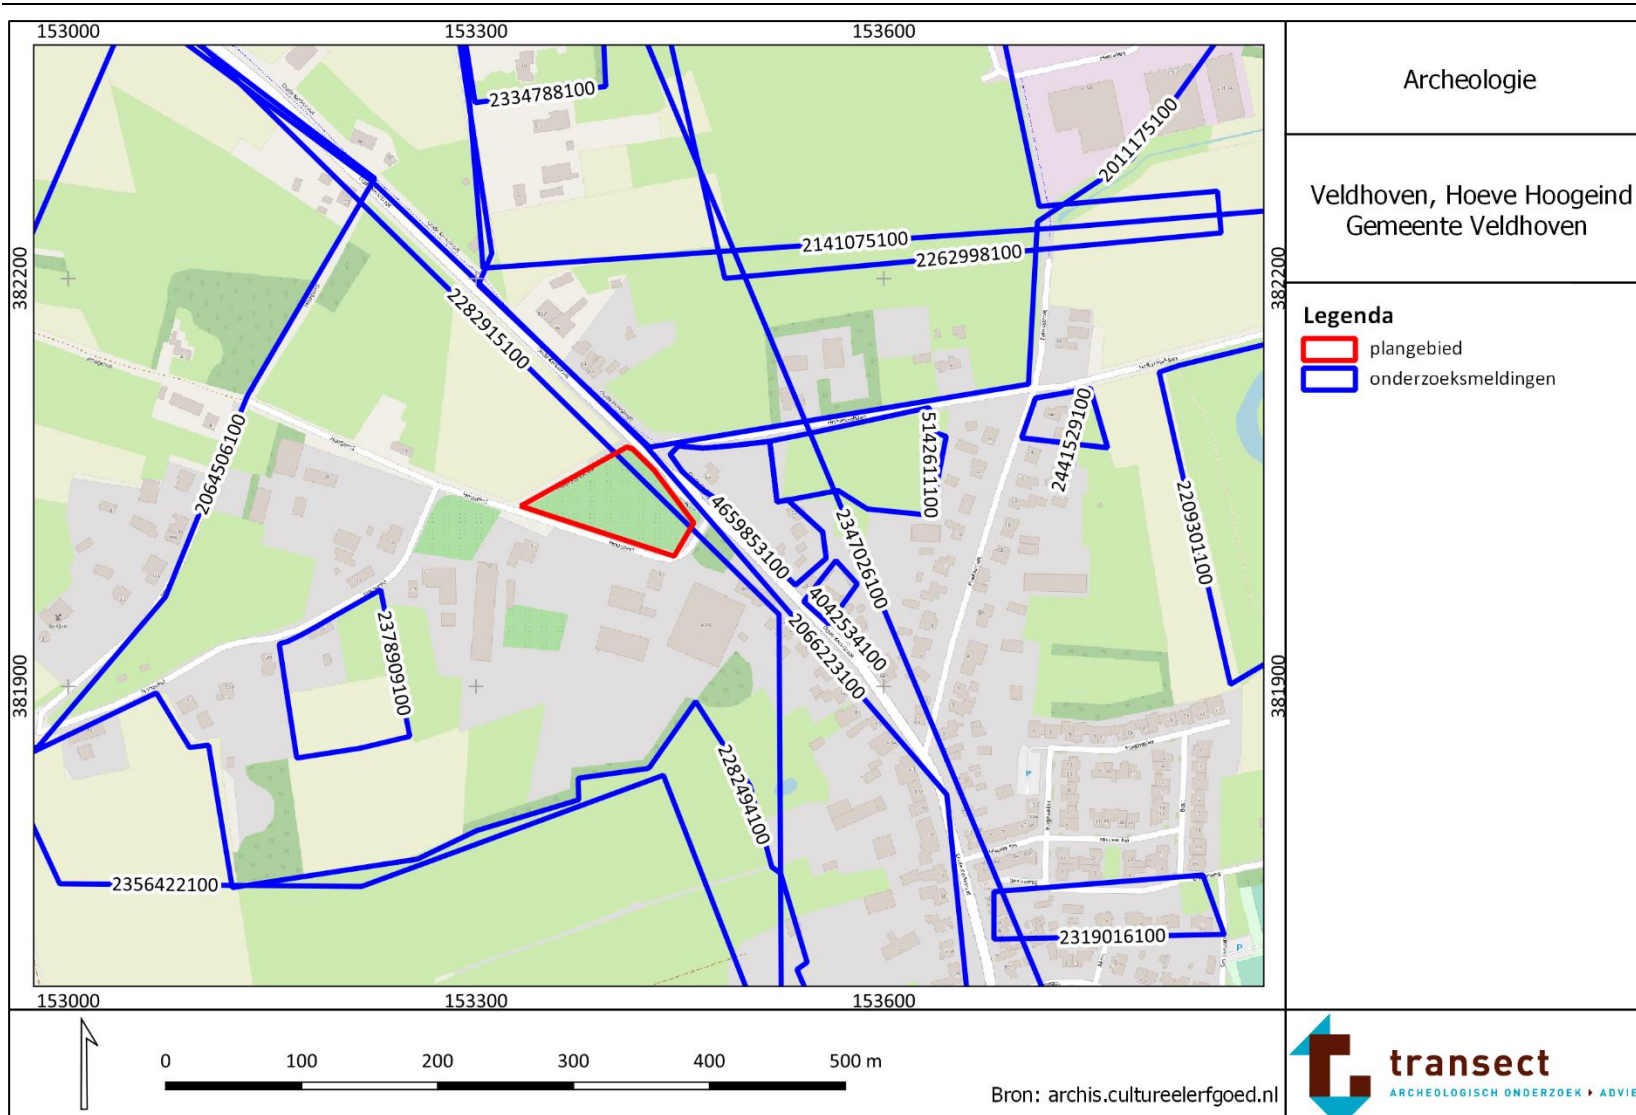 153000
153300
153600
Archeologie
Veldhoven, Hoeve Hoogeind
Gemeente Veldhoven
Legenda
plangebied
onderzoeksmeldingen
382200
382200
381900
381900
2334788100
2011175100
2141075100
2262998100
2282915100
2064506100
5142611100
2441529100
2209301100
4659853100
2347026100
4042534100
2066223100
2378909100
2282494100
2356422100
2319016100
P
P
153000
153300
153600
0 100 200 300 400 500 m
Bron: archis.cultureelerfgoed.nl
transect
ARCHEOLOGISCH ONDERZOEK ▸ ADVIE